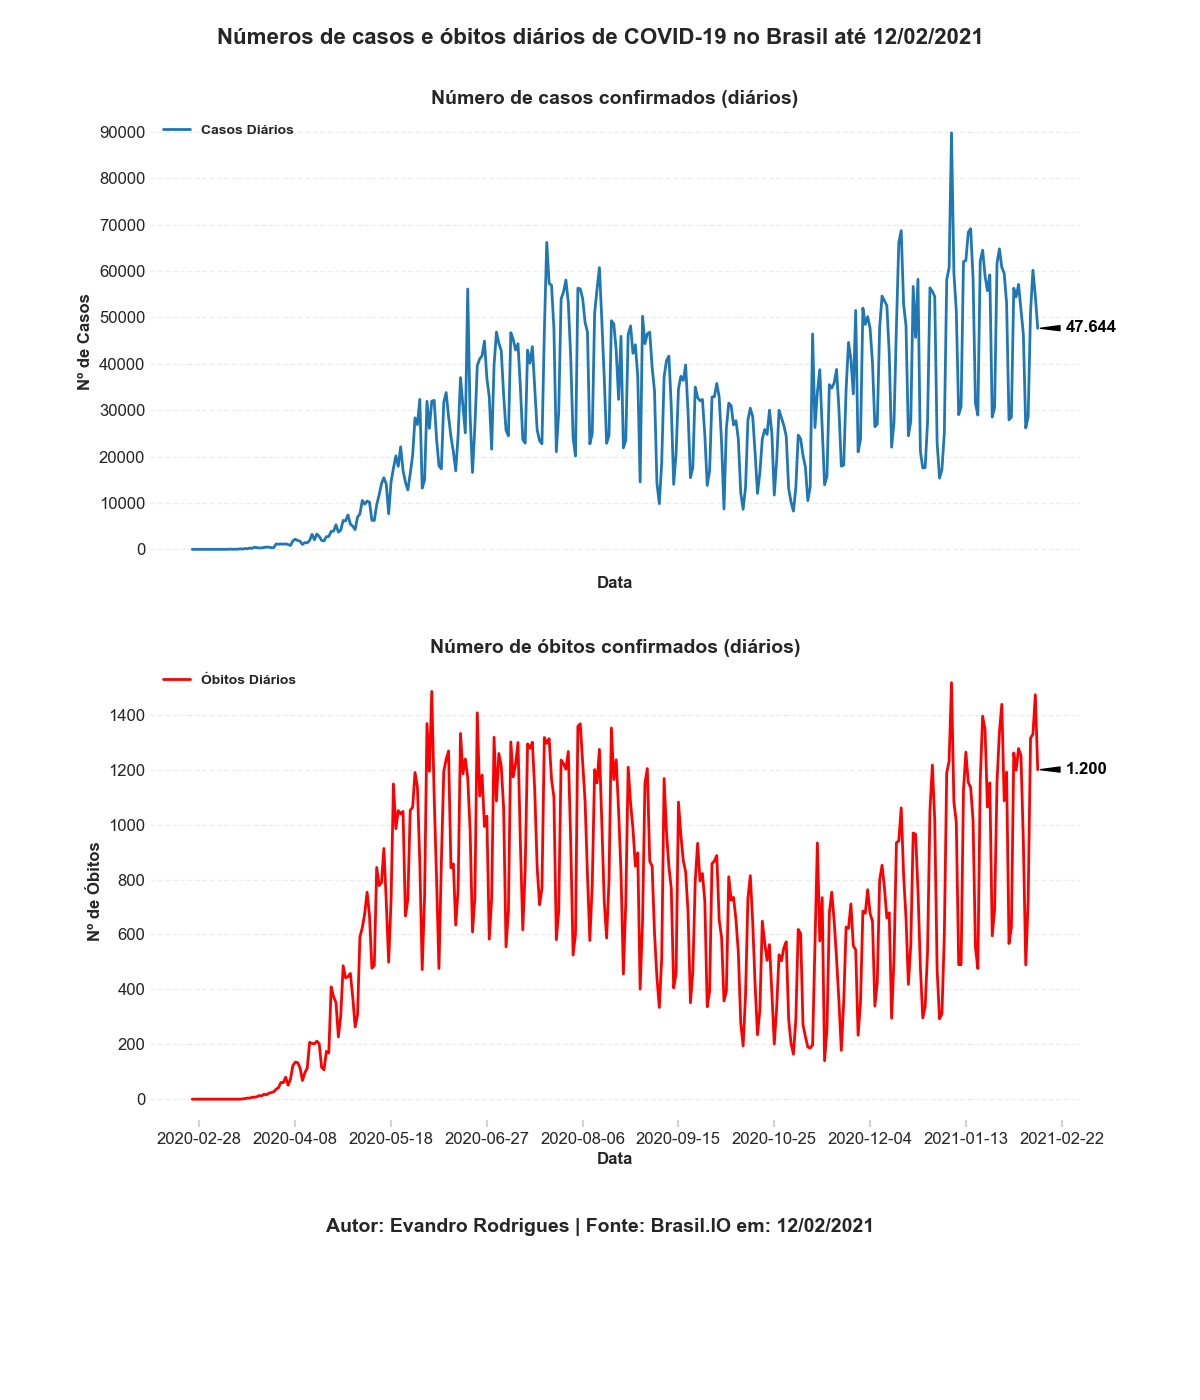 Números de casos e óbitos diários de COVID-19 no Brasil até 12/02/2021
Número de casos confirmados (diários)
Casos Diários
90000
80000
70000
60000
50000
40000
30000
20000
10000
0
Nº de Casos
47.644
Data
Número de óbitos confirmados (diários)
Óbitos Diários
1400
1200
1000
800
600
400
200
0
Nº de Óbitos
1.200
2020-02-28 2020-04-08 2020-05-18 2020-06-27 2020-08-06 2020-09-15 2020-10-25 2020-12-04 2021-01-13 2021-02-22
Data
Autor: Evandro Rodrigues | Fonte: Brasil.IO em: 12/02/2021